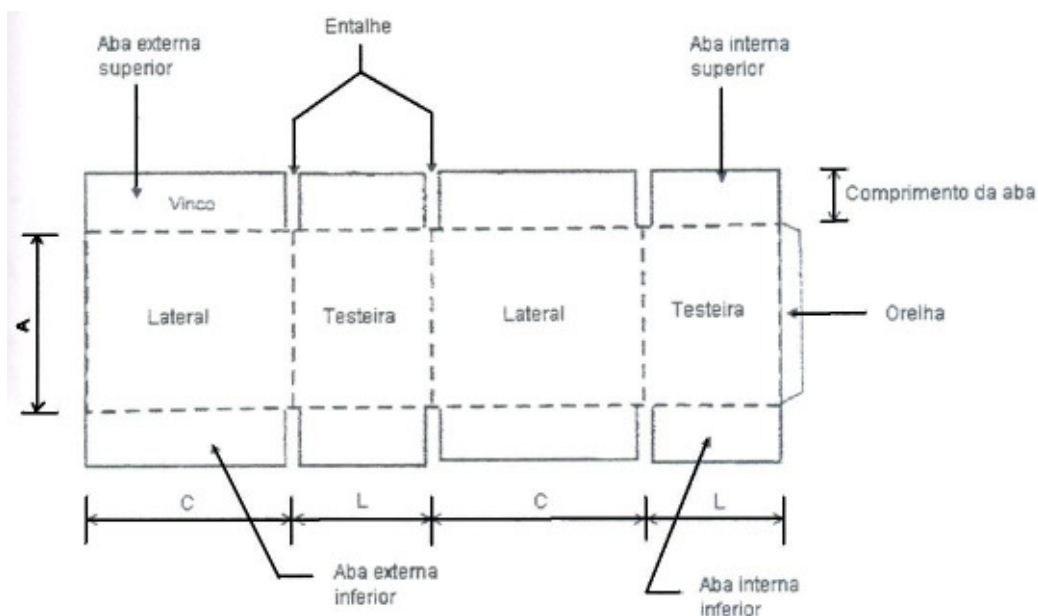 Entalhe
Aba externa
superior
Aba interna
superior
Vinco
Comprimento da aba
A
Lateral
Testeira
Lateral
Testeira
Orelha
C
L
C
L
Aba externa
inferior
Aba interna
inferior